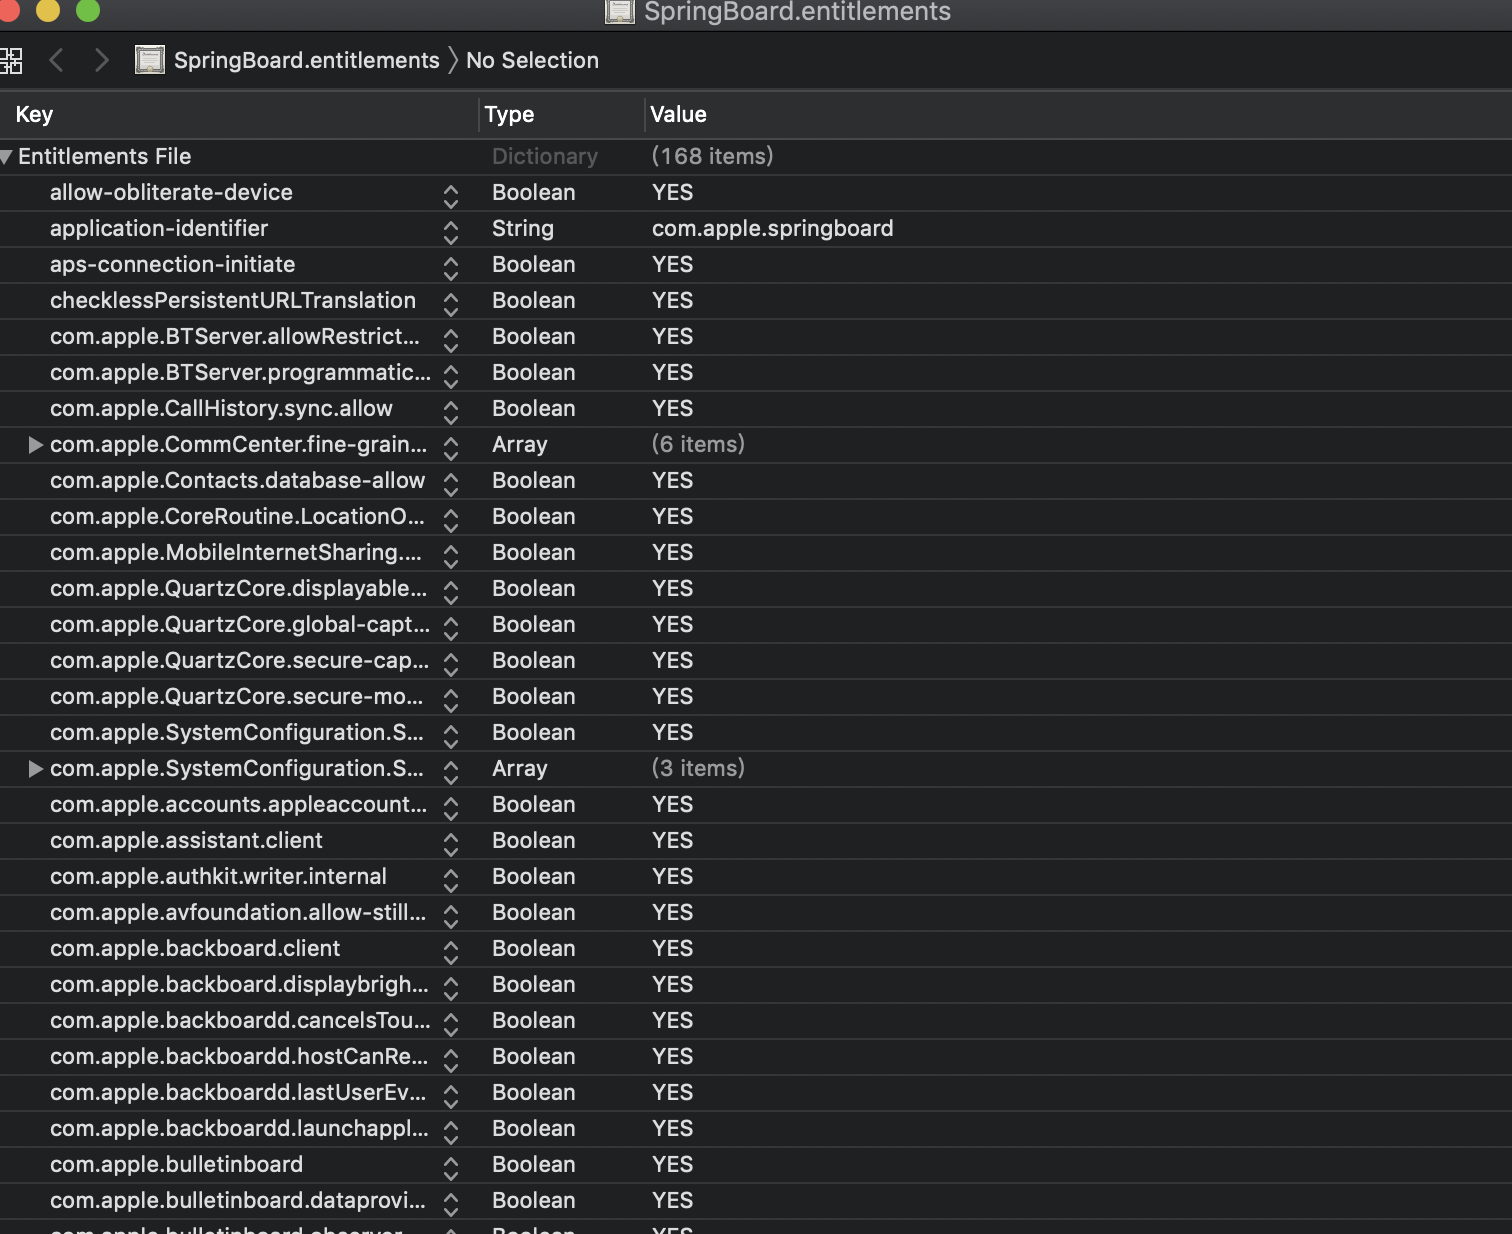 SpringBoard.entitlements
SpringBoard.entitlements No Selection
Key Type Value
Entitlements File Dictionary (168 items)
allow-obliterate-device Boolean YES
application-identifier String com.apple.springboard
aps-connection-initiate Boolean YES
checklessPersistentURLTranslation Boolean YES
com.apple.BTServer.allowRestrict... Boolean YES
com.apple.BTServer.programmatic... Boolean YES
com.apple.CallHistory.sync.allow Boolean YES
com.apple.CommCenter.fine-grain... Array (6 items)
com.apple.Contacts.database-allow Boolean YES
com.apple.CoreRoutine.LocationO... Boolean YES
com.apple.MobileInternetSharing.... Boolean YES
com.apple.QuartzCore.displayable... Boolean YES
com.apple.QuartzCore.global-capt... Boolean YES
com.apple.QuartzCore.secure-cap... Boolean YES
com.apple.QuartzCore.secure-mo... Boolean YES
com.apple.SystemConfiguration.S... Boolean YES
com.apple.SystemConfiguration.S... Array (3 items)
com.apple.accounts.appleaccount... Boolean YES
com.apple.assistant.client Boolean YES
com.apple.authkit.writer.internal Boolean YES
com.apple.avfoundation.allow-still... Boolean YES
com.apple.backboard.client Boolean YES
com.apple.backboard.displaybrigh... Boolean YES
com.apple.backboardd.cancelsTou... Boolean YES
com.apple.backboardd.hostCanRe... Boolean YES
com.apple.backboardd.lastUserEv... Boolean YES
com.apple.backboardd.launchappl... Boolean YES
com.apple.bulletinboard Boolean YES
com.apple.bulletinboard.dataprovi... Boolean YES
com.apple.bulletinboard.observer Boolean YES